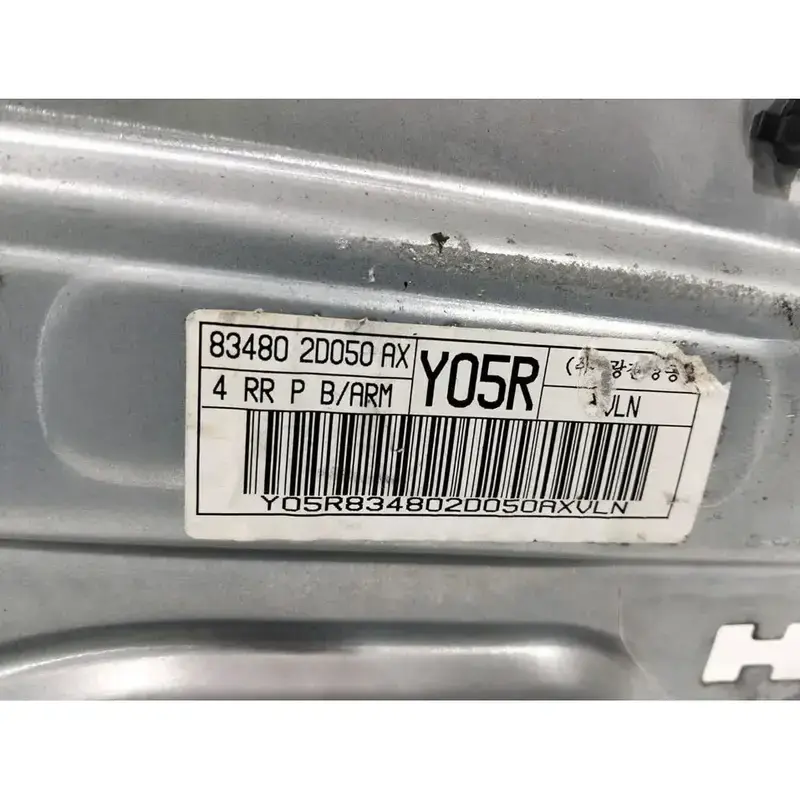 83480 2D050 AX
Y05R
4 RR P B/ARM
VLN
Y05R834802D050AXVLN
H